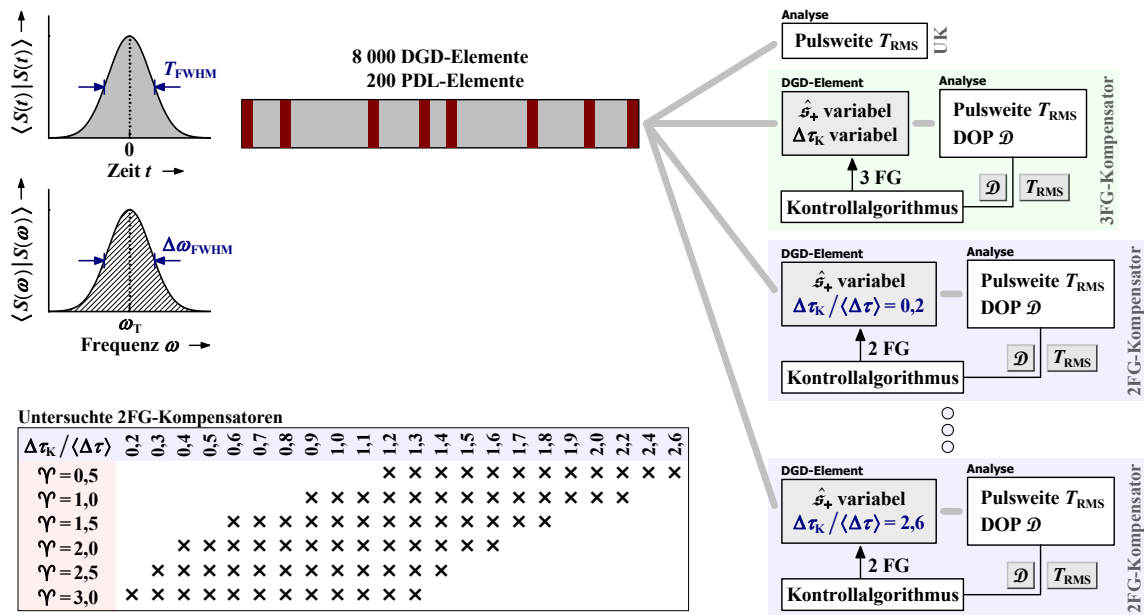 ⟨S(t)|S(t)⟩
T_FWHM
0
Zeit t
⟨S(ω)|S(ω)⟩
Δω_FWHM
ω_T
Frequenz ω
8 000 DGD-Elemente
200 PDL-Elemente
Analyse
Pulsweite T_RMS
UK
DGD-Element
ŝ₊ variabel
Δτ_K variabel
Analyse
Pulsweite T_RMS
DOP 𝒟
3 FG
𝒟
T_RMS
Kontrollalgorithmus
3FG-Kompensator
DGD-Element
ŝ₊ variabel
Δτ_K/⟨Δτ⟩ = 0,2
Analyse
Pulsweite T_RMS
DOP 𝒟
2 FG
𝒟
T_RMS
Kontrollalgorithmus
2FG-Kompensator
DGD-Element
ŝ₊ variabel
Δτ_K/⟨Δτ⟩ = 2,6
Analyse
Pulsweite T_RMS
DOP 𝒟
2 FG
𝒟
T_RMS
Kontrollalgorithmus
2FG-Kompensator
Untersuchte 2FG-Kompensatoren
Δτ_K/⟨Δτ⟩ 0,2 0,3 0,4 0,5 0,6 0,7 0,8 0,9 1,0 1,1 1,2 1,3 1,4 1,5 1,6 1,7 1,8 1,9 2,0 2,2 2,4 2,6
ϒ = 0,5 × × × × × × × × × × × ×
ϒ = 1,0 × × × × × × × × × × × × ×
ϒ = 1,5 × × × × × × × × × × × × ×
ϒ = 2,0 × × × × × × × × × × × × ×
ϒ = 2,5 × × × × × × × × × × × ×
ϒ = 3,0 × × × × × × × × × × × ×